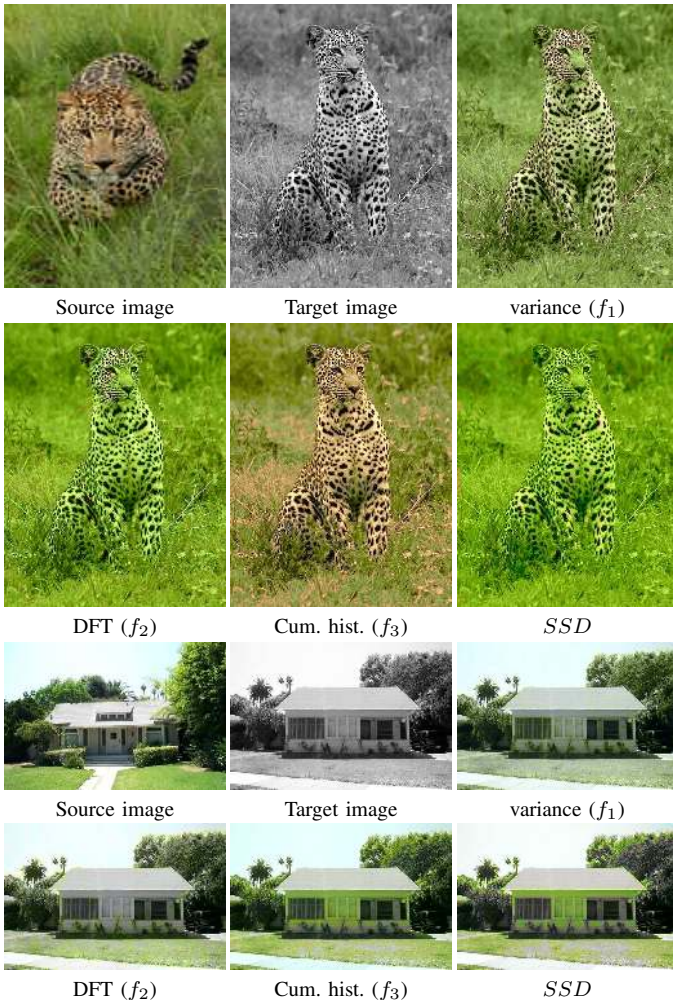 Source image Target image variance (f₁)
DFT (f₂) Cum. hist. (f₃) SSD
Source image Target image variance (f₁)
DFT (f₂) Cum. hist. (f₃) SSD